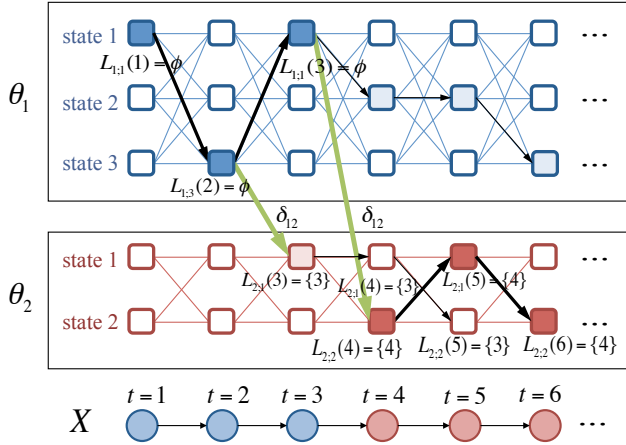 θ₁
state 1
L₁;₁(1) = ϕ
L₁;₁(3) = ϕ
state 2
state 3
L₁;₃(2) = ϕ
...
...
...
δ₁₂
δ₁₂
θ₂
state 1
L₂;₁(3) = {3}
L₂;₁(4) = {3}
L₂;₁(5) = {4}
state 2
L₂;₂(4) = {4}
L₂;₂(5) = {3}
L₂;₂(6) = {4}
...
...
t = 1 t = 2 t = 3 t = 4 t = 5 t = 6
X ...